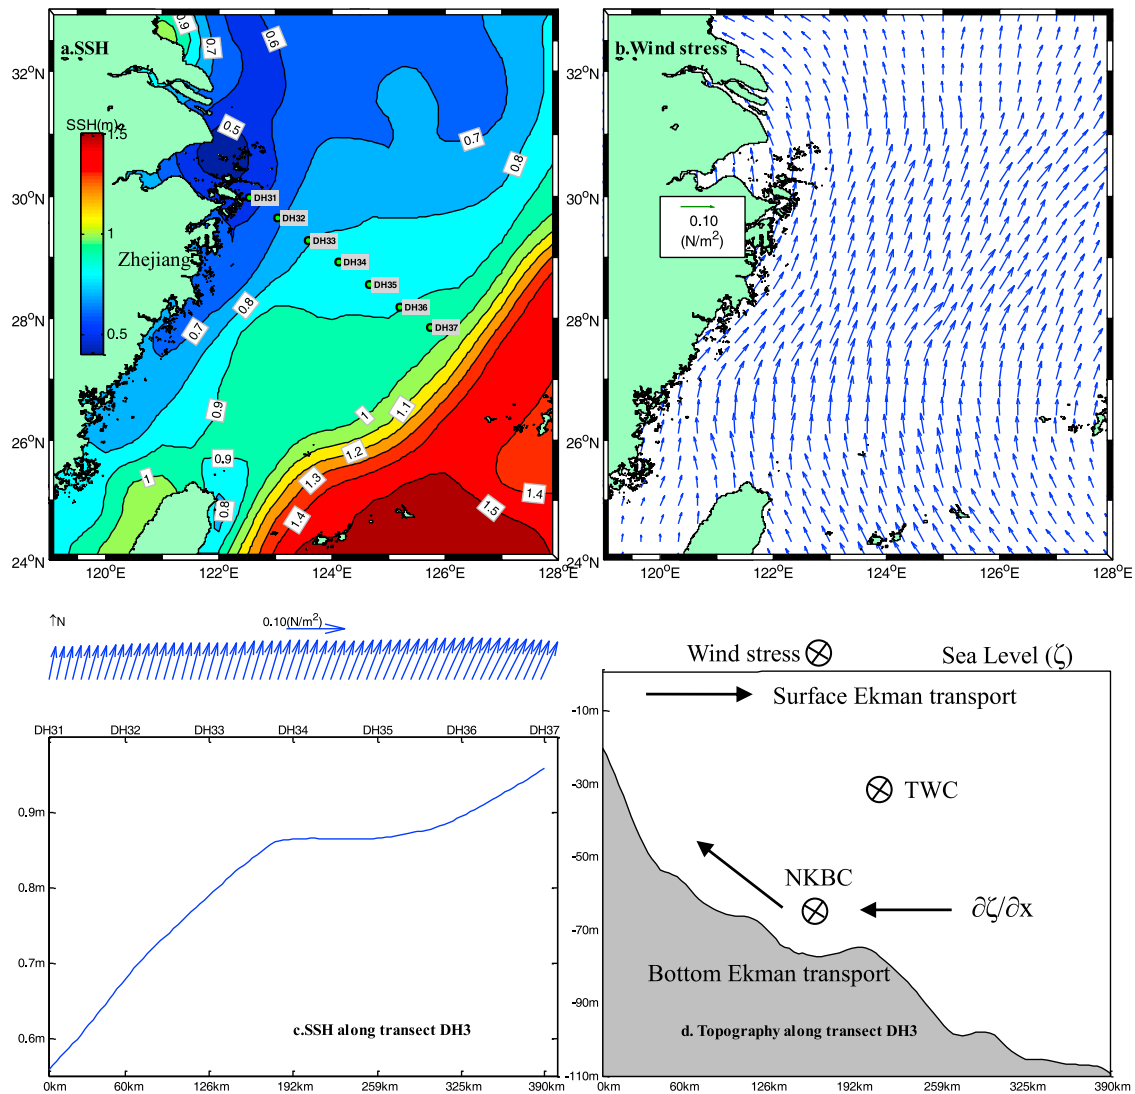 a.SSH
0.9
0.7
0.6
32°N
SSH(m)
1.5
0.5
0.7
0.8
30°N
DH31
DH32
1
DH33
Zhejiang
DH34
DH35
0.8
DH36
28°N
0.5
0.7
DH37
0.9
1
1.1
26°N
1.2
0.9
1
1.3
1.4
0.8
1.4
1.5
24°N
120°E
122°E
124°E
126°E
128°E
b.Wind stress
32°N
30°N
0.10
(N/m²)
28°N
26°N
24°N
120°E
122°E
124°E
126°E
128°E
↑N
0.10(N/m²)
DH31
DH32
DH33
DH34
DH35
DH36
DH37
0.9m
0.8m
0.7m
0.6m
c.SSH along transect DH3
0km
60km
126km
192km
259km
325km
390km
Wind stress
Sea Level (ζ)
Surface Ekman transport
-10m
-30m
TWC
-50m
NKBC
∂ζ/∂x
-70m
Bottom Ekman transport
-90m
d. Topography along transect DH3
-110m
0km
60km
126km
192km
259km
325km
390km